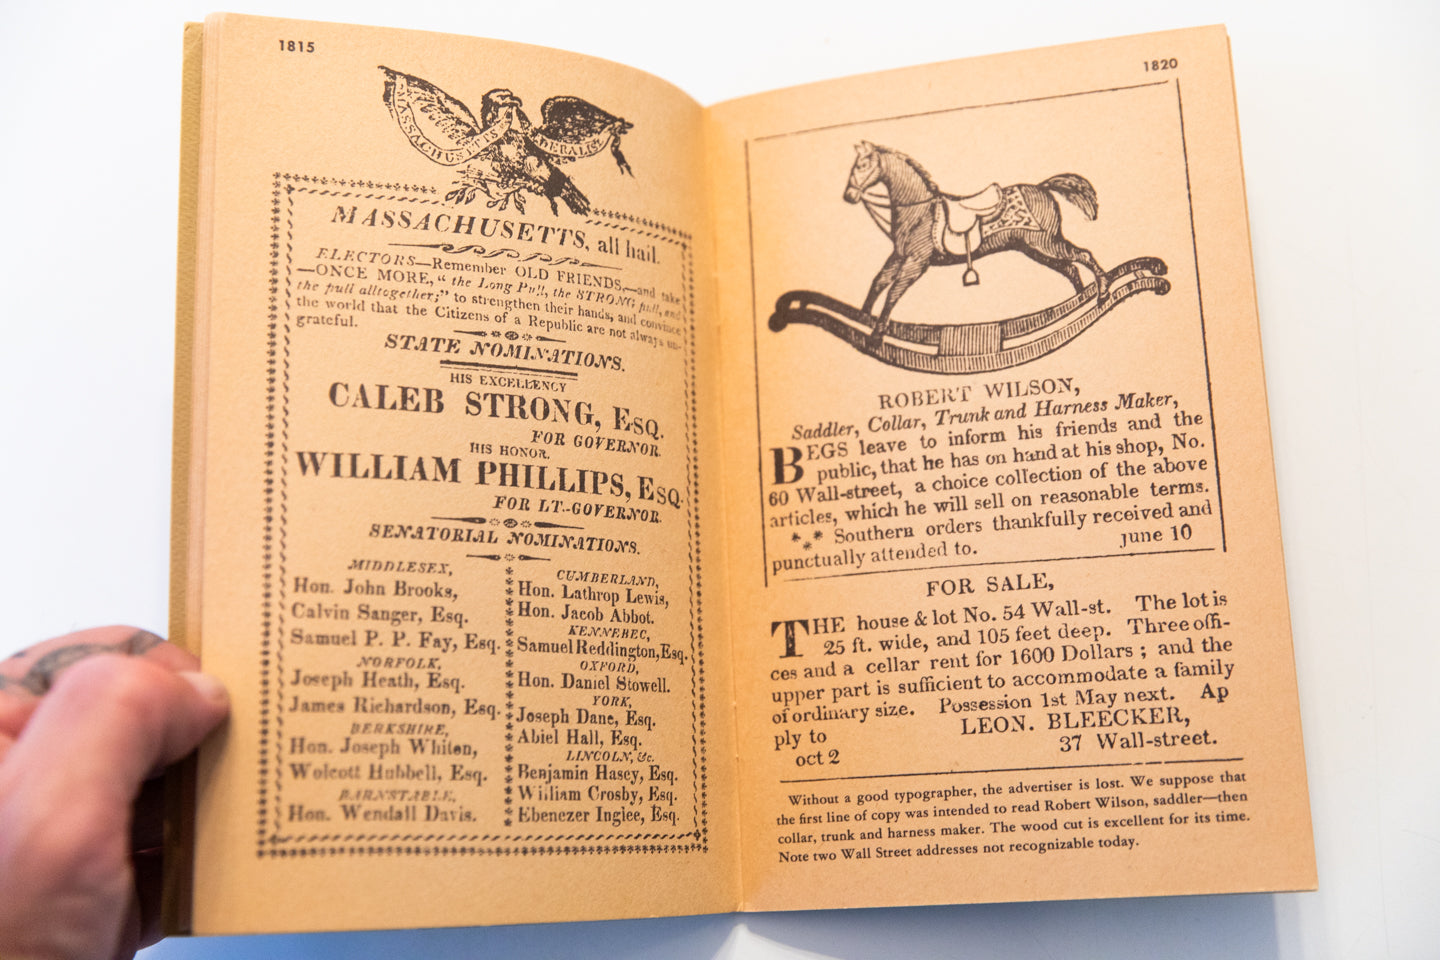 1815
MASSACHUSETTS FEDERALIST
MASSACHUSETTS, all hail.
ELECTORS—Remember OLD FRIENDS,—and take
—ONCE MORE, "the Long Pull, the STRONG pull, and
the pull alltogether;" to strengthen their hands, and convince
the world that the Citizens of a Republic are not always un-
grateful.
STATE NOMINATIONS.
HIS EXCELLENCY
CALEB STRONG, Esq.
FOR GOVERNOR.
HIS HONOR,
WILLIAM PHILLIPS, Esq.
FOR LT.-GOVERNOR.
SENATORIAL NOMINATIONS.
MIDDLESEX,
Hon. John Brooks,
Calvin Sanger, Esq.
Samuel P. P. Fay, Esq.
NORFOLK,
Joseph Heath, Esq.
James Richardson, Esq.
BERKSHIRE,
Hon. Joseph Whiton,
Wolcott Hubbell, Esq.
BARNSTABLE,
Hon. Wendall Davis.
CUMBERLAND,
Hon. Lathrop Lewis,
Hon. Jacob Abbot.
KENNEBEC,
Samuel Reddington, Esq.
OXFORD,
Hon. Daniel Stowell.
YORK,
Joseph Dane, Esq.
Abiel Hall, Esq.
LINCOLN, &c.
Benjamin Hasey, Esq.
William Crosby, Esq.
Ebenezer Inglee, Esq.
1820
ROBERT WILSON,
Saddler, Collar, Trunk and Harness Maker,
BEGS leave to inform his friends and the
public, that he has on hand at his shop, No.
60 Wall-street, a choice collection of the above
articles, which he will sell on reasonable terms.
*** Southern orders thankfully received and
punctually attended to. june 10
FOR SALE,
THE house & lot No. 54 Wall-st. The lot is
25 ft. wide, and 105 feet deep. Three offi-
ces and a cellar rent for 1600 Dollars ; and the
upper part is sufficient to accommodate a family
of ordinary size. Possession 1st May next. Ap
ply to LEON. BLEECKER,
oct 2 37 Wall-street.
Without a good typographer, the advertiser is lost. We suppose that
the first line of copy was intended to read Robert Wilson, saddler—then
collar, trunk and harness maker. The wood cut is excellent for its time.
Note two Wall Street addresses not recognizable today.